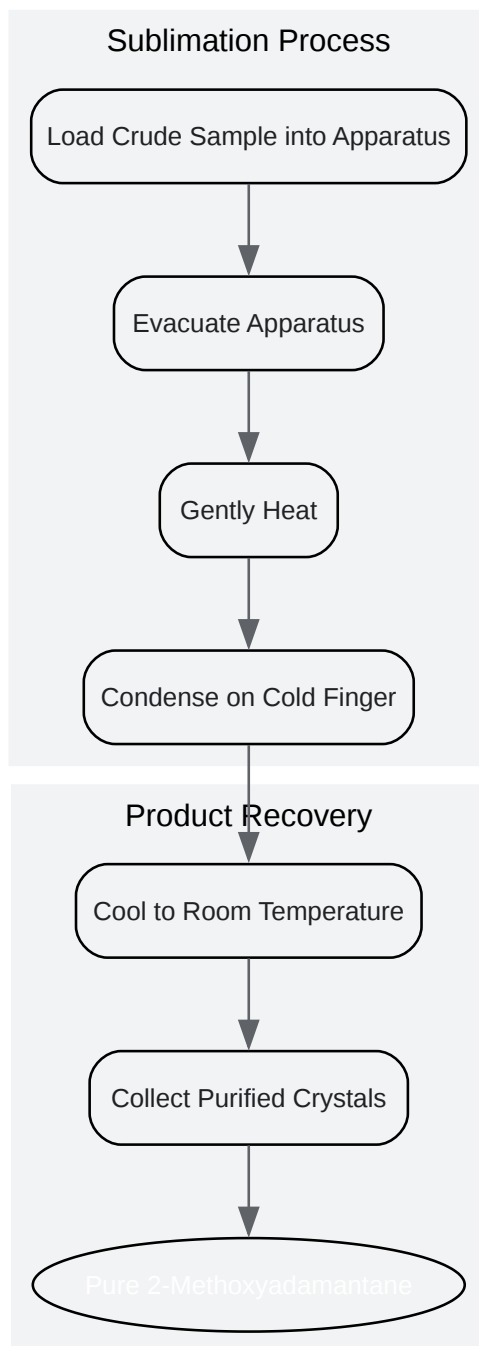 Sublimation Process
Load Crude Sample into Apparatus
Evacuate Apparatus
Gently Heat
Condense on Cold Finger
Product Recovery
Cool to Room Temperature
Collect Purified Crystals
Pure 2-Methoxyadamantane